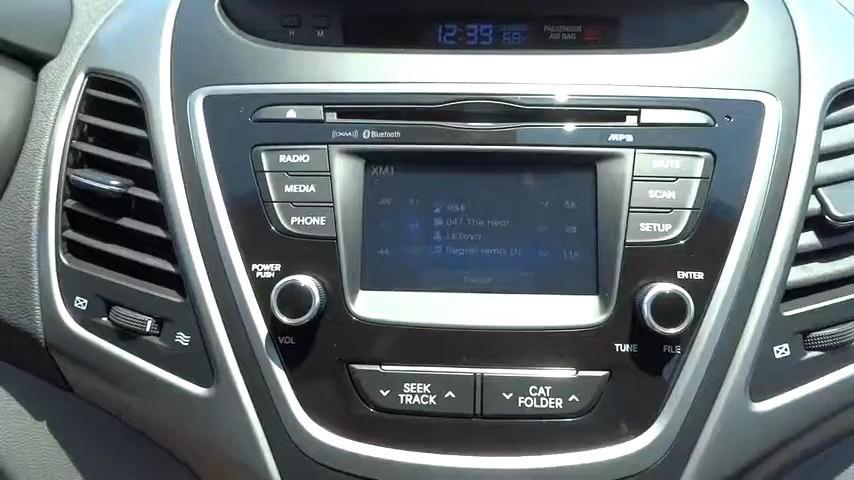 H M
12:39 68°
PASSENGER
AIR BAG
XM Bluetooth
MP3
RADIO
MEDIA
PHONE
XM1
R&B
047 The Heat
MUTE
SCAN
SETUP
POWER
PUSH
VOL
ENTER
TUNE FILE
SEEK
TRACK
CAT
FOLDER